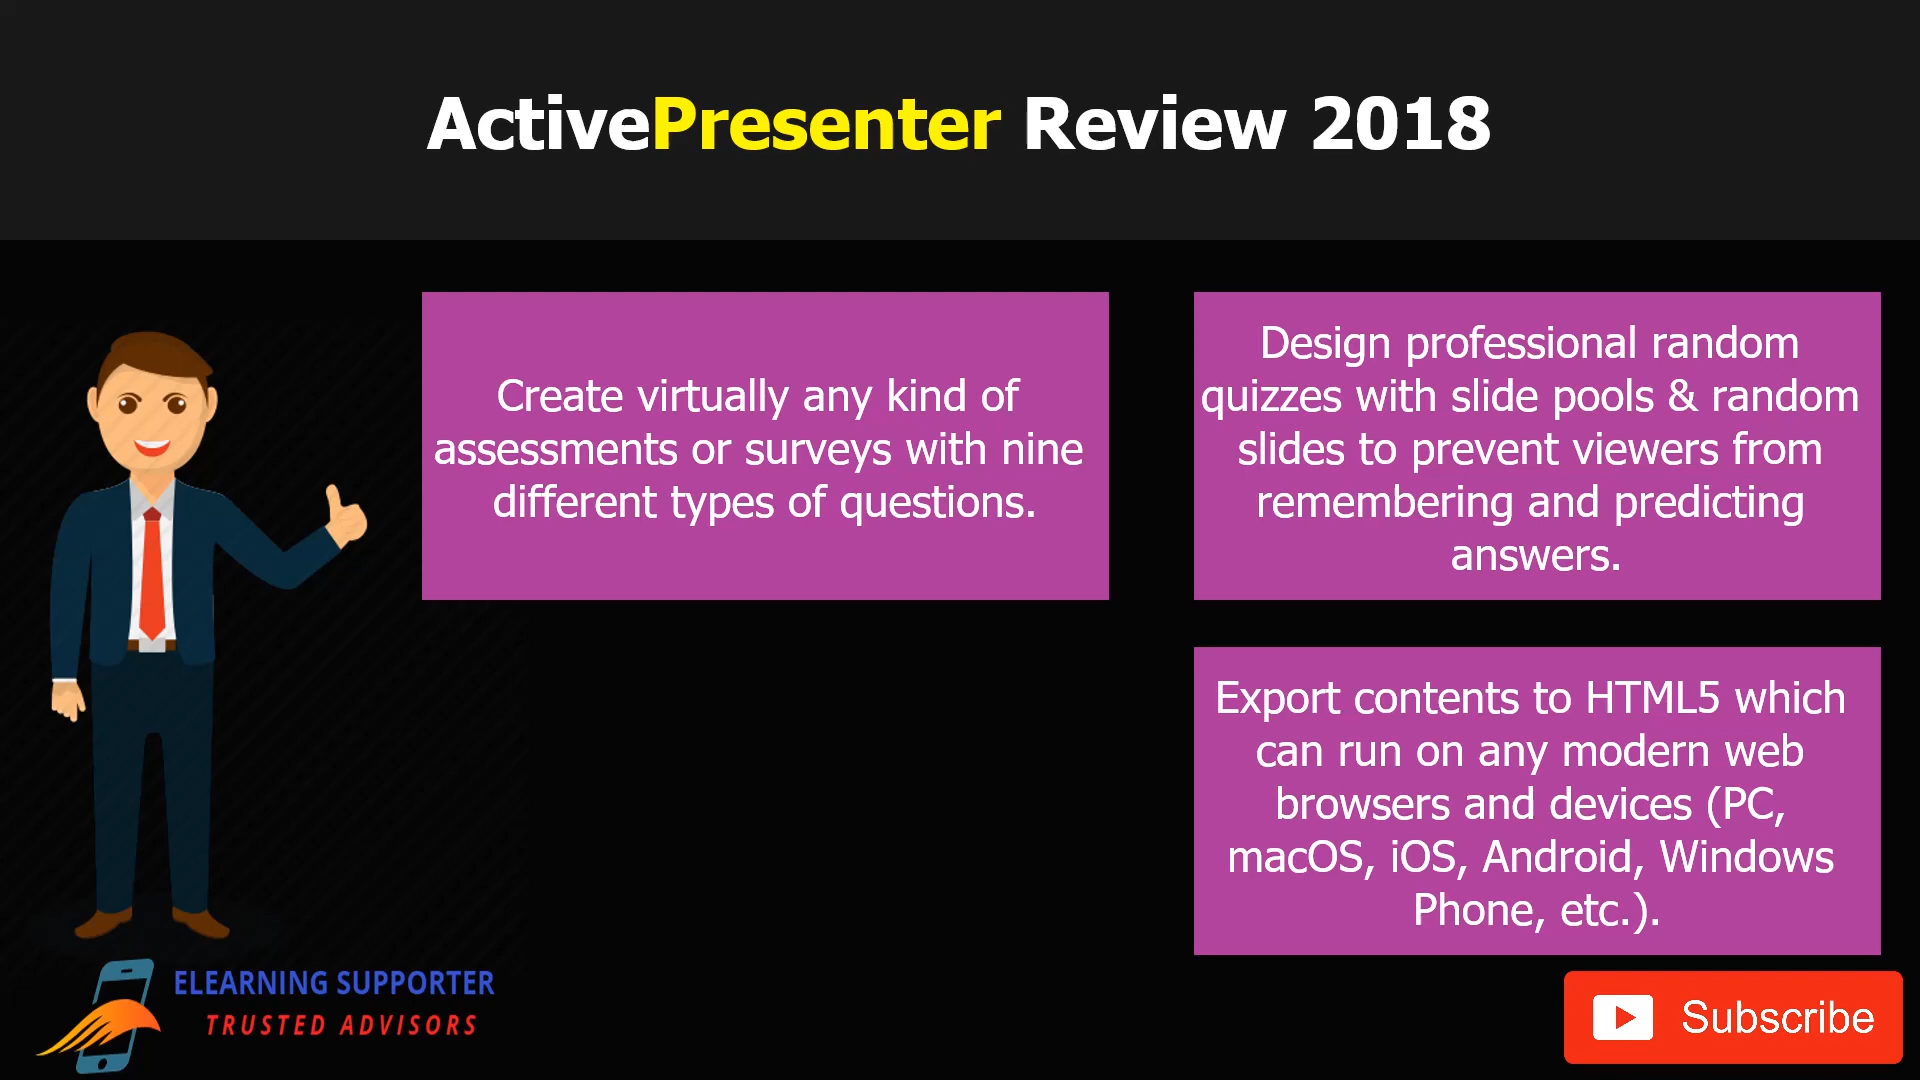 ActivePresenter Review 2018
Create virtually any kind of
assessments or surveys with nine
different types of questions.
Design professional random
quizzes with slide pools & random
slides to prevent viewers from
remembering and predicting
answers.
Export contents to HTML5 which
can run on any modern web
browsers and devices (PC,
macOS, iOS, Android, Windows
Phone, etc.).
ELEARNING SUPPORTER
TRUSTED ADVISORS
Subscribe